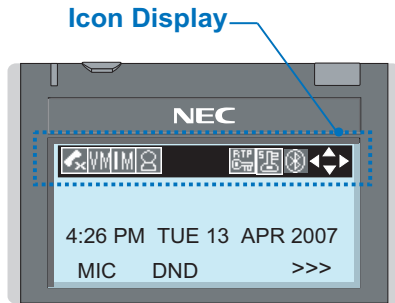 Icon Display
NEC
VM IM RTP S
4:26 PM TUE 13 APR 2007
MIC DND >>>